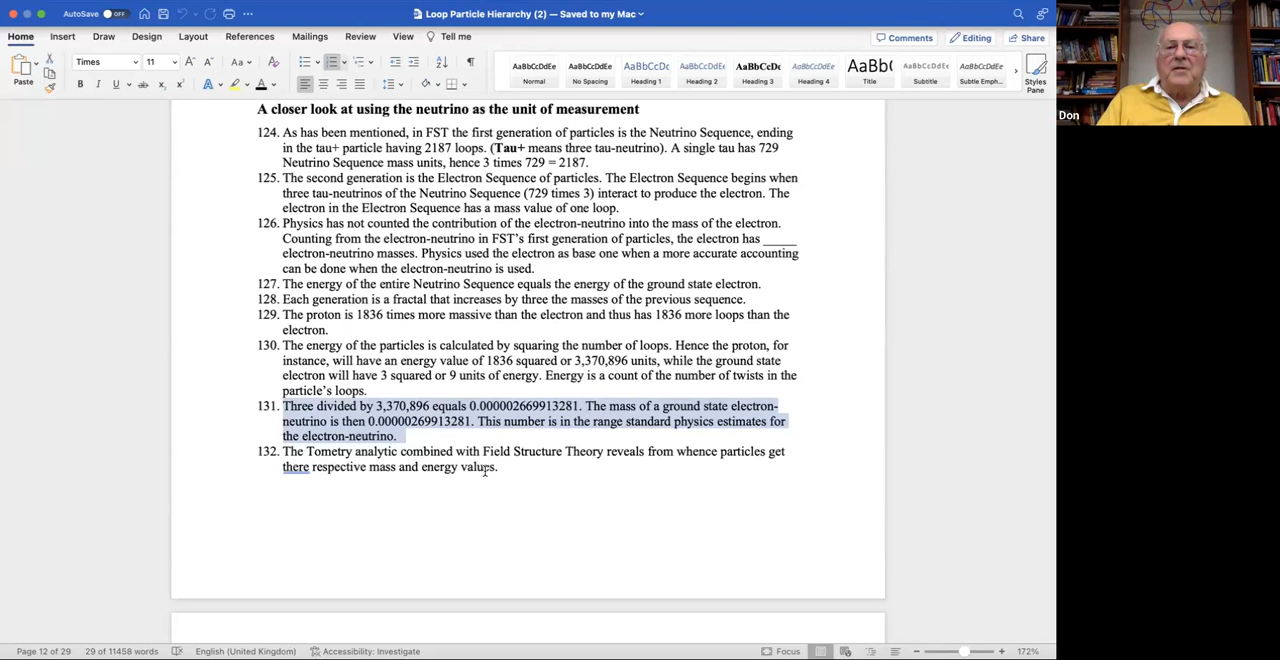 AutoSave OFF
Loop Particle Hierarchy (2) — Saved to my Mac
Home Insert Draw Design Layout References Mailings Review View Tell me
Comments Editing Share
Paste
Times 11
B I U ab x₂ x²
AaBbCcDdEe Normal
AaBbCcDdEe No Spacing
AaBbCcDc Heading 1
AaBbCcDdEe Heading 2
AaBbCcDd Heading 3
AaBbCcDdEe Heading 4
AaBb( Title
AaBbCcDdEe Subtitle
AaBbCcDdEe Subtle Emph...
Styles Pane
Don
A closer look at using the neutrino as the unit of measurement
124. As has been mentioned, in FST the first generation of particles is the Neutrino Sequence, ending
in the tau+ particle having 2187 loops. (Tau+ means three tau-neutrino). A single tau has 729
Neutrino Sequence mass units, hence 3 times 729 = 2187.
125. The second generation is the Electron Sequence of particles. The Electron Sequence begins when
three tau-neutrinos of the Neutrino Sequence (729 times 3) interact to produce the electron. The
electron in the Electron Sequence has a mass value of one loop.
126. Physics has not counted the contribution of the electron-neutrino into the mass of the electron.
Counting from the electron-neutrino in FST's first generation of particles, the electron has _____
electron-neutrino masses. Physics used the electron as base one when a more accurate accounting
can be done when the electron-neutrino is used.
127. The energy of the entire Neutrino Sequence equals the energy of the ground state electron.
128. Each generation is a fractal that increases by three the masses of the previous sequence.
129. The proton is 1836 times more massive than the electron and thus has 1836 more loops than the
electron.
130. The energy of the particles is calculated by squaring the number of loops. Hence the proton, for
instance, will have an energy value of 1836 squared or 3,370,896 units, while the ground state
electron will have 3 squared or 9 units of energy. Energy is a count of the number of twists in the
particle's loops.
131. Three divided by 3,370,896 equals 0.000002669913281. The mass of a ground state electron-
neutrino is then 0.00000269913281. This number is in the range standard physics estimates for
the electron-neutrino.
132. The Tometry analytic combined with Field Structure Theory reveals from whence particles get
there respective mass and energy values.
Page 12 of 29 29 of 11458 words English (United Kingdom) Accessibility: Investigate Focus 172%